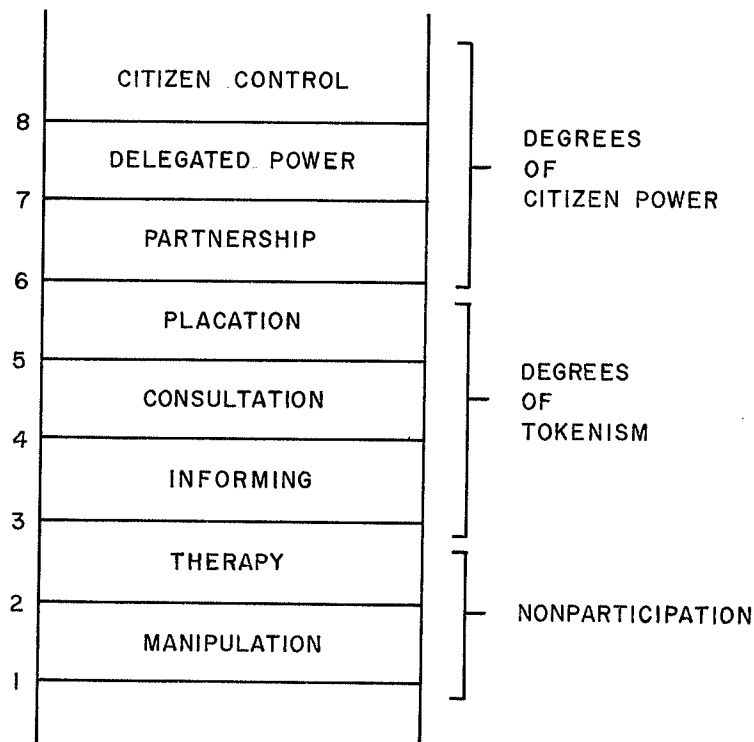 CITIZEN CONTROL
8
DELEGATED POWER
7
PARTNERSHIP
6
PLACATION
5
CONSULTATION
4
INFORMING
3
THERAPY
2
MANIPULATION
1
DEGREES
OF
CITIZEN POWER
DEGREES
OF
TOKENISM
NONPARTICIPATION